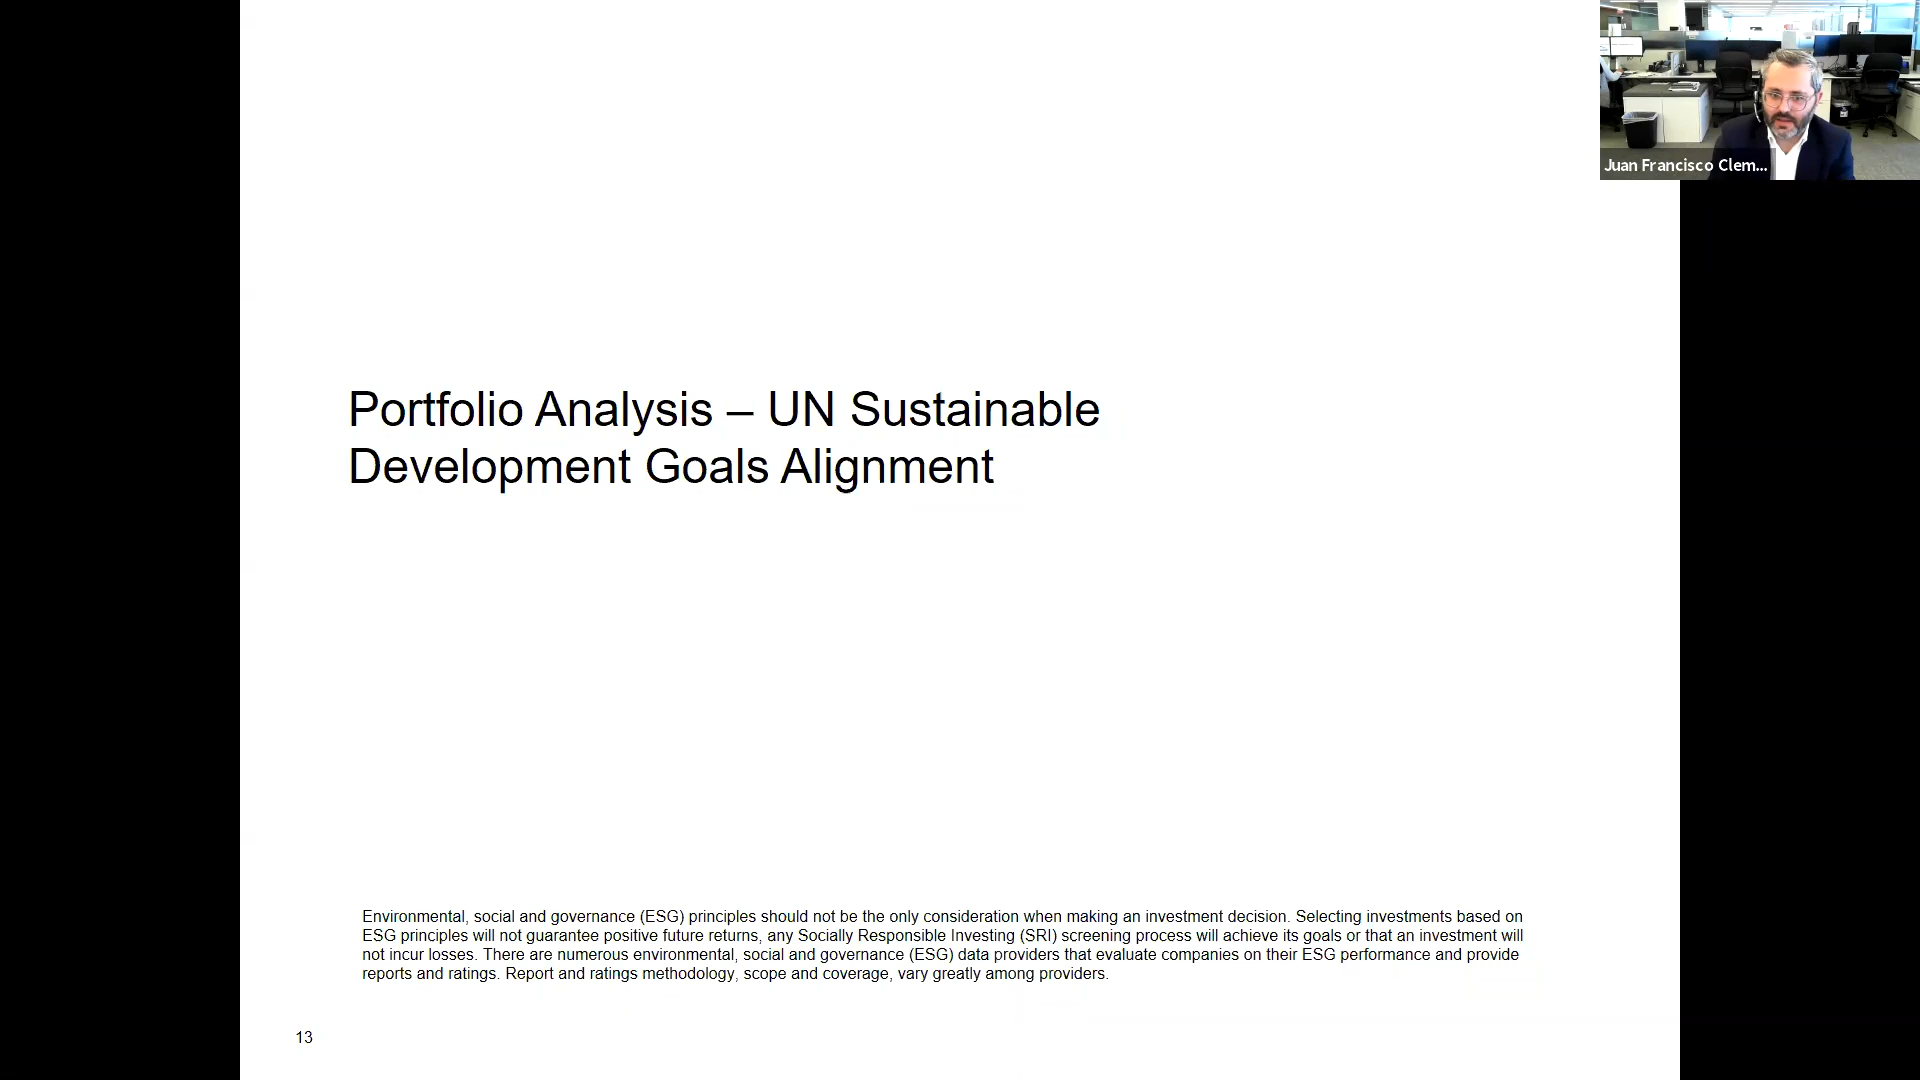 Juan Francisco Clem...
Portfolio Analysis – UN Sustainable
Development Goals Alignment
Environmental, social and governance (ESG) principles should not be the only consideration when making an investment decision. Selecting investments based on
ESG principles will not guarantee positive future returns, any Socially Responsible Investing (SRI) screening process will achieve its goals or that an investment will
not incur losses. There are numerous environmental, social and governance (ESG) data providers that evaluate companies on their ESG performance and provide
reports and ratings. Report and ratings methodology, scope and coverage, vary greatly among providers.
13